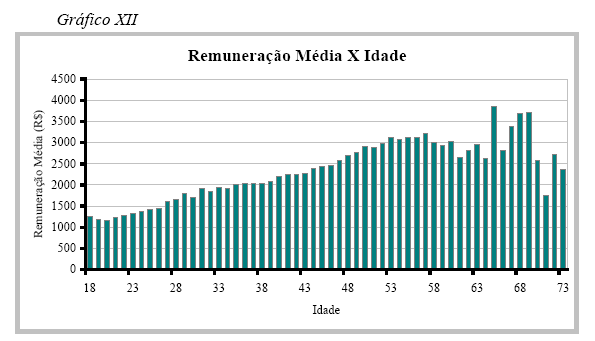 Gráfico XII
Remuneração Média X Idade
4500
4000
3500
3000
2500
2000
1500
1000
500
0
Remuneração Média (R$)
18 23 28 33 38 43 48 53 58 63 68 73
Idade